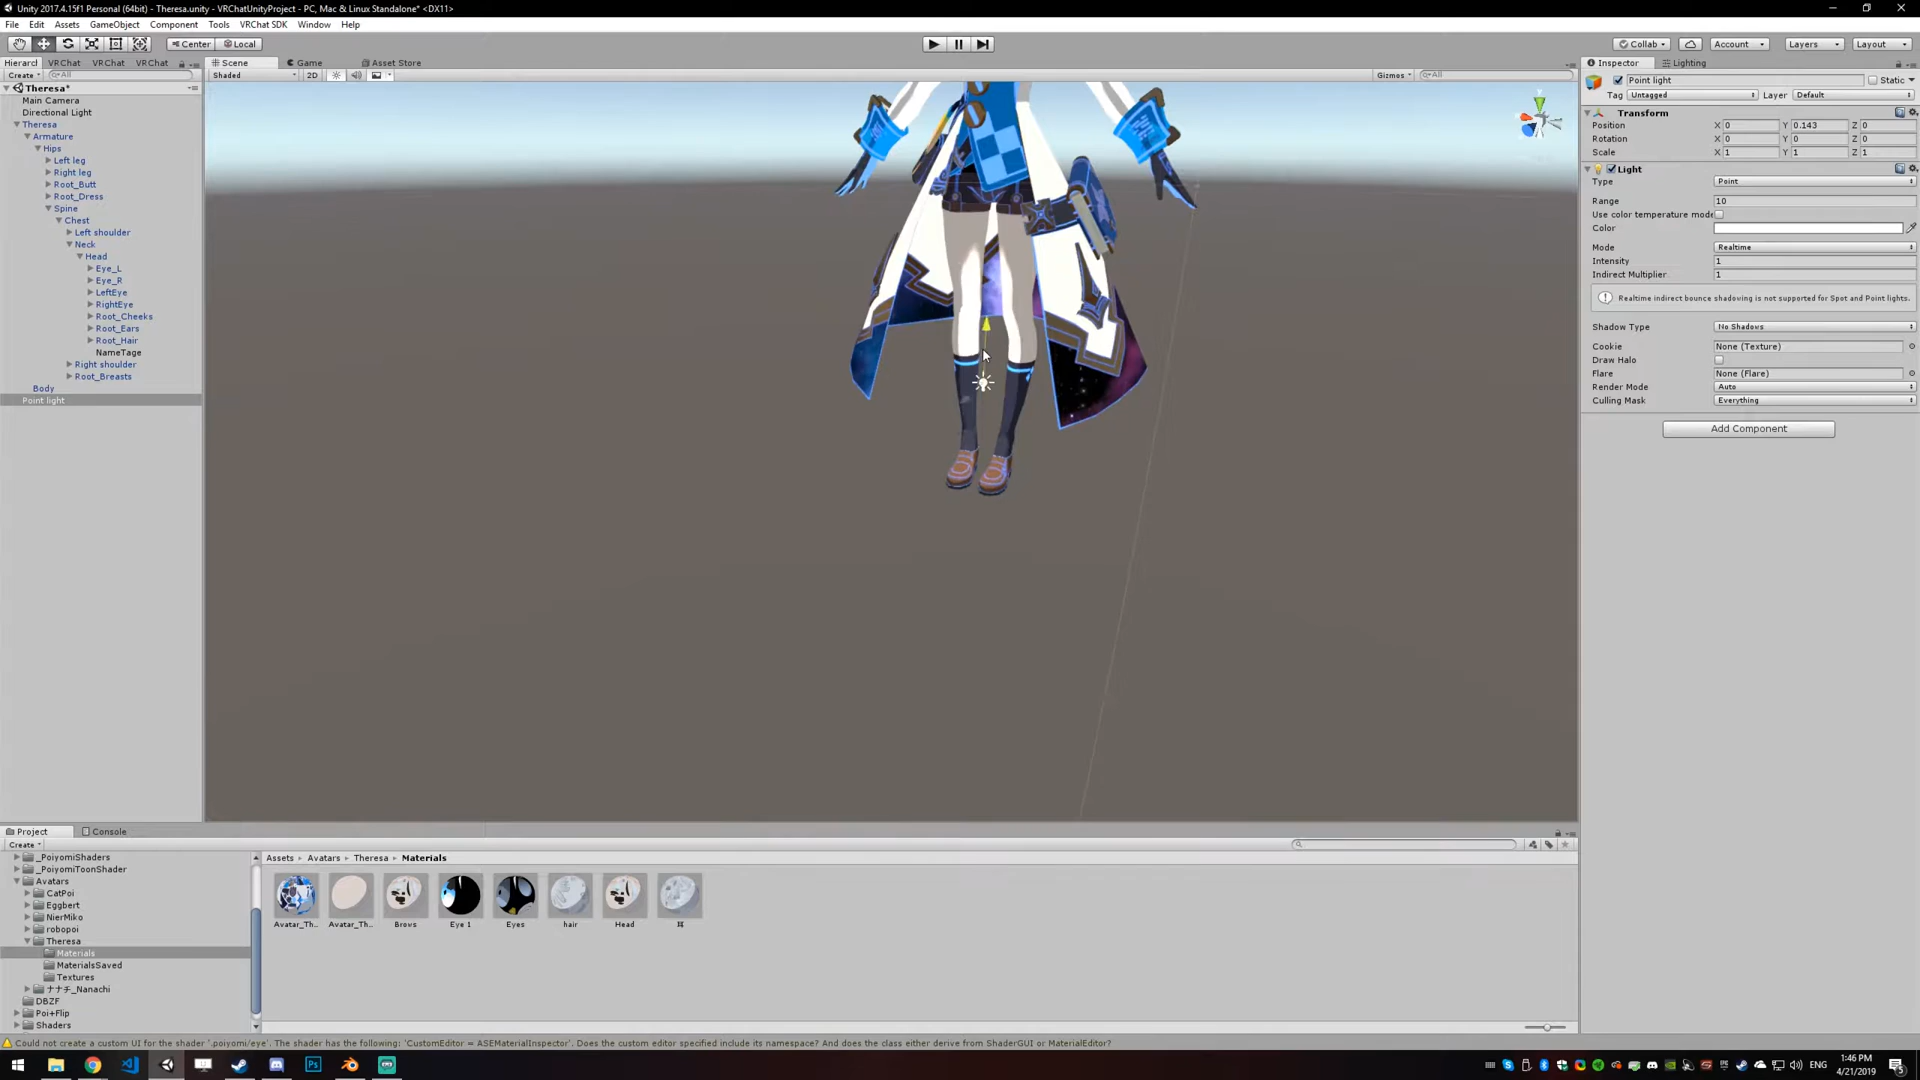 Unity 2017.4.15f1 Personal (64bit) - Theresa.unity - VRChatUnityProject - PC, Mac & Linux Standalone* <DX11>
File Edit Assets GameObject Component Tools VRChat SDK Window Help
Center Local Collab Account Layers Layout
Hierarcl VRChat VRChat VRChat
Create All
Theresa*
Main Camera
Directional Light
Theresa
Armature
Hips
Left leg
Right leg
Root_Butt
Root_Dress
Spine
Chest
Left shoulder
Neck
Head
Eye_L
Eye_R
LeftEye
RightEye
Root_Cheeks
Root_Ears
Root_Hair
NameTage
Right shoulder
Root_Breasts
Body
Point light
Scene Game Asset Store
Shaded 2D Gizmos All
Inspector Lighting
Point light Static
Tag Untagged Layer Default
Transform
Position X 0 Y 0.143 Z 0
Rotation X 0 Y 0 Z 0
Scale X 1 Y 1 Z 1
Light
Type Point
Range 10
Use color temperature mode
Color
Mode Realtime
Intensity 1
Indirect Multiplier 1
Realtime indirect bounce shadowing is not supported for Spot and Point lights.
Shadow Type No Shadows
Cookie None (Texture)
Draw Halo
Flare None (Flare)
Render Mode Auto
Culling Mask Everything
Add Component
Project Console
Create
_PoiyomiShaders
_PoiyomiToonShader
Avatars
CatPoi
Eggbert
NierMiko
robopoi
Theresa
Materials
MaterialsSaved
Textures
ナナチ_Nanachi
DBZF
Poi+Flip
Shaders
Assets Avatars Theresa Materials
Avatar_Th... Avatar_Th... Brovs Eye 1 Eyes hair Head 耳
Could not create a custom UI for the shader '.poiyomi/eye'. The shader has the following: 'CustomEditor = ASEMaterialInspector'. Does the custom editor specified include its namespace? And does the class either derive from ShaderGUI or MaterialEditor?
ENG
1:46 PM
4/21/2019